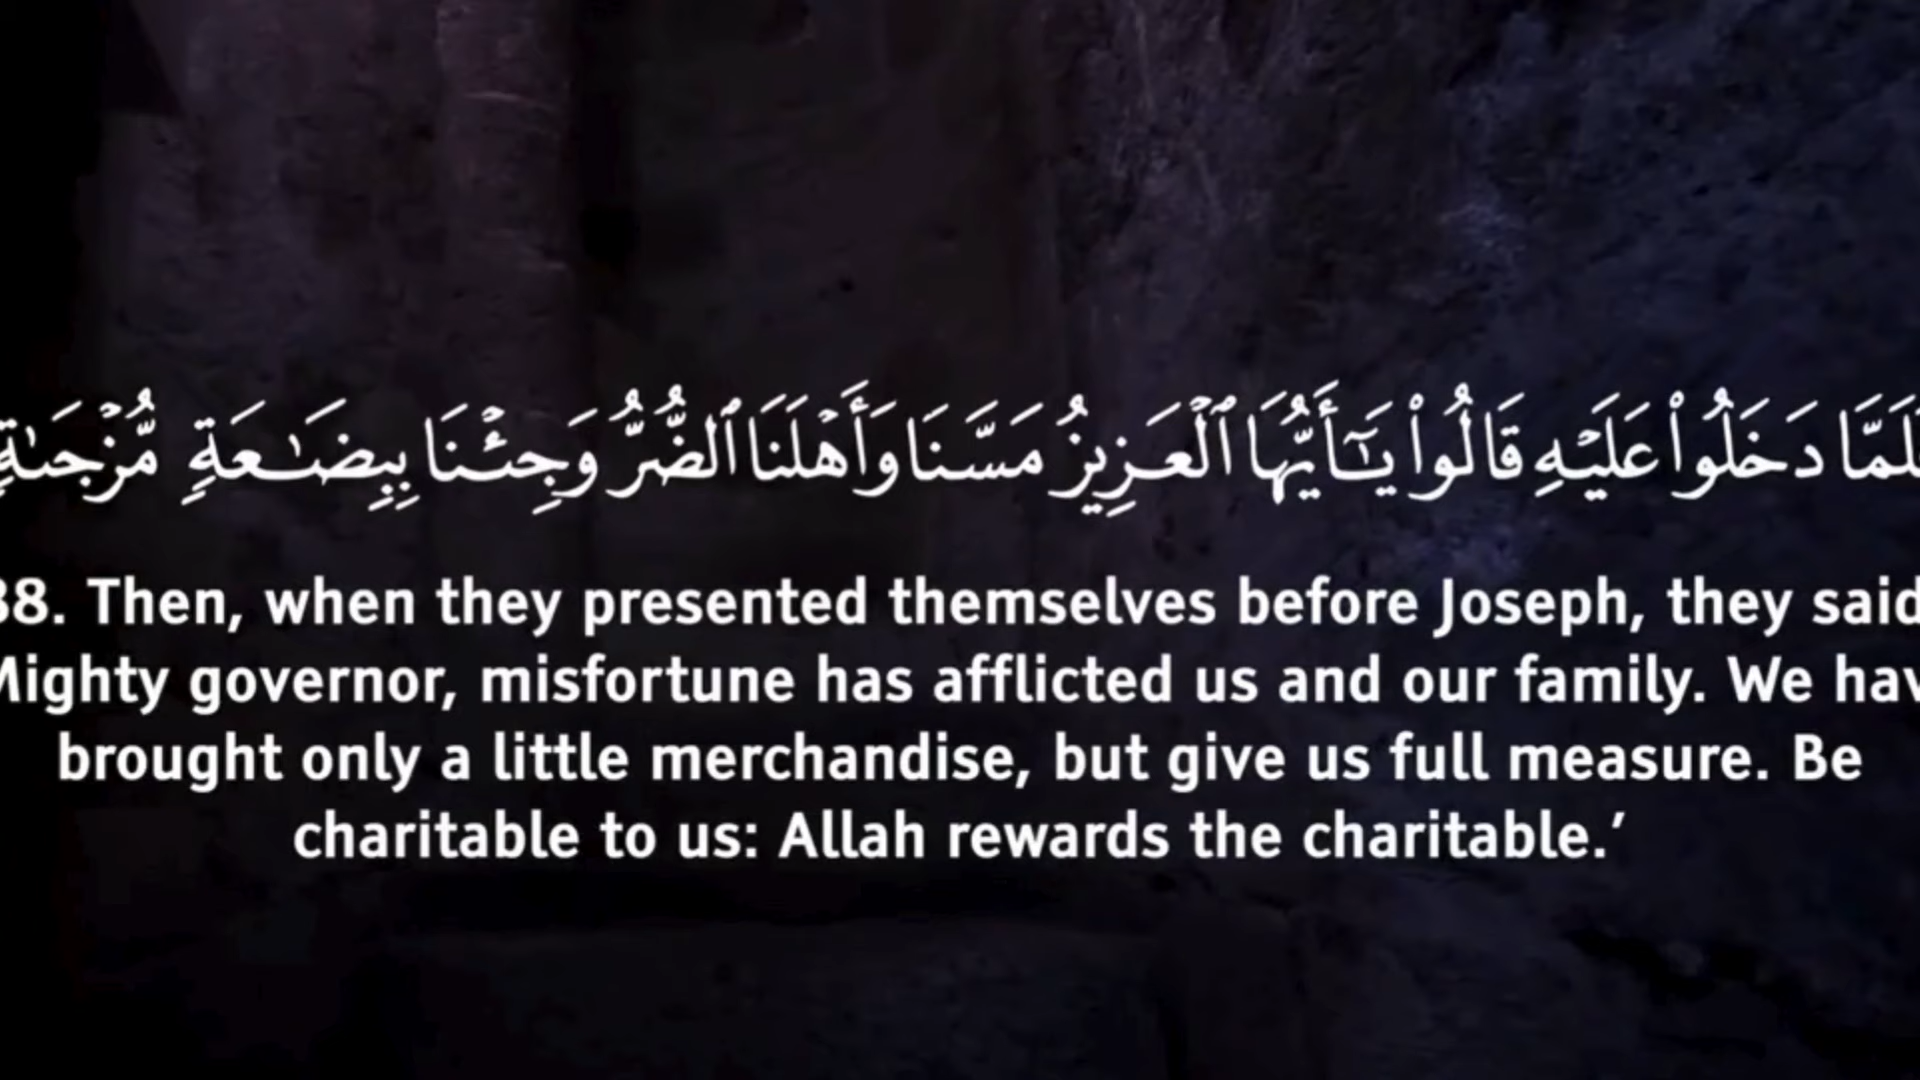 فَلَمَّا دَخَلُوا۟ عَلَيْهِ قَالُوا۟ يَـٰٓأَيُّهَا ٱلْعَزِيزُ مَسَّنَا وَأَهْلَنَا ٱلضُّرُّ وَجِئْنَا بِبِضَـٰعَةٍ مُّزْجَىٰةٍ
88. Then, when they presented themselves before Joseph, they said
Mighty governor, misfortune has afflicted us and our family. We hav
brought only a little merchandise, but give us full measure. Be
charitable to us: Allah rewards the charitable.’